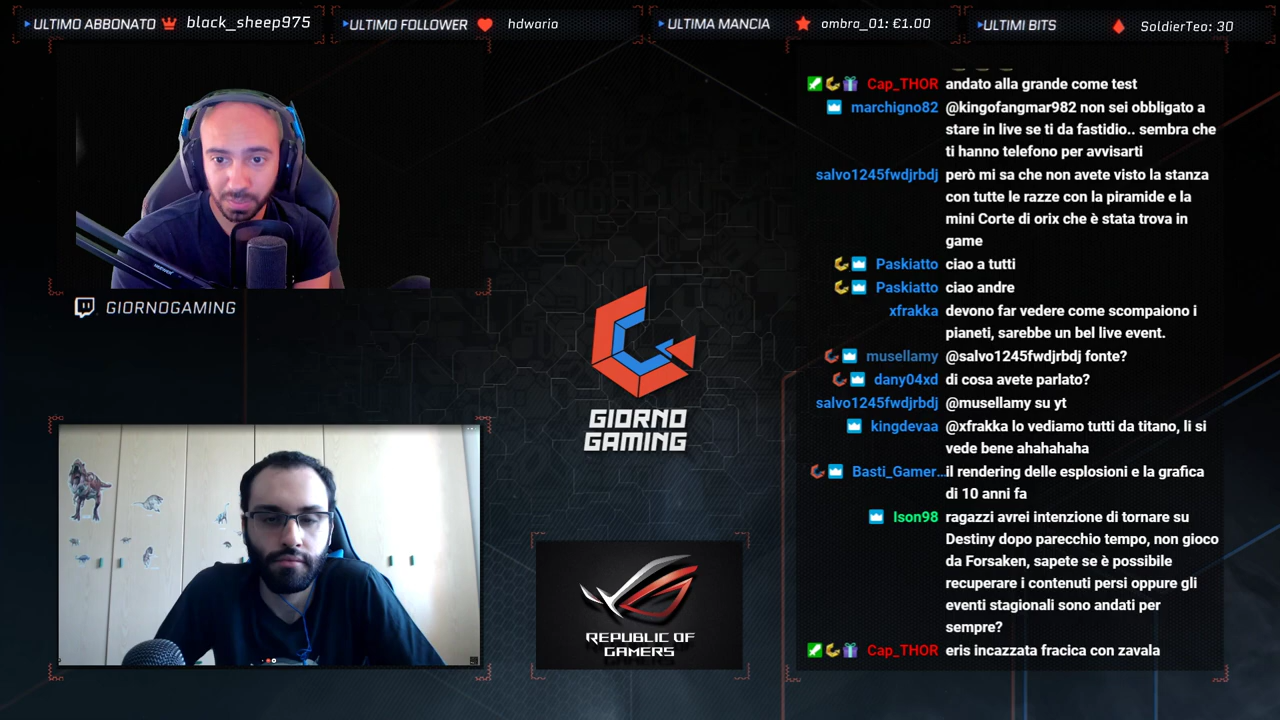 ULTIMO ABBONATO black_sheep975
ULTIMO FOLLOWER hdwaria
ULTIMA MANCIA ombra_01: €1.00
ULTIMI BITS SoldierTeo: 30
GIORNOGAMING
GIORNO
GAMING
REPUBLIC OF
GAMERS
Cap_THOR andato alla grande come test
marchigno82 @kingofangmar982 non sei obbligato a
stare in live se ti da fastidio.. sembra che
ti hanno telefono per avvisarti
salvo1245fwdjrbdj però mi sa che non avete visto la stanza
con tutte le razze con la piramide e la
mini Corte di orix che è stata trova in
game
Paskiatto ciao a tutti
Paskiatto ciao andre
xfrakka devono far vedere come scompaiono i
pianeti, sarebbe un bel live event.
musellamy @salvo1245fwdjrbdj fonte?
dany04xd di cosa avete parlato?
salvo1245fwdjrbdj @musellamy su yt
kingdevaa @xfrakka lo vediamo tutti da titano, li si
vede bene ahahahaha
Basti_Gamer... il rendering delle esplosioni e la grafica
di 10 anni fa
Ison98 ragazzi avrei intenzione di tornare su
Destiny dopo parecchio tempo, non gioco
da Forsaken, sapete se è possibile
recuperare i contenuti persi oppure gli
eventi stagionali sono andati per
sempre?
Cap_THOR eris incazzata fracica con zavala